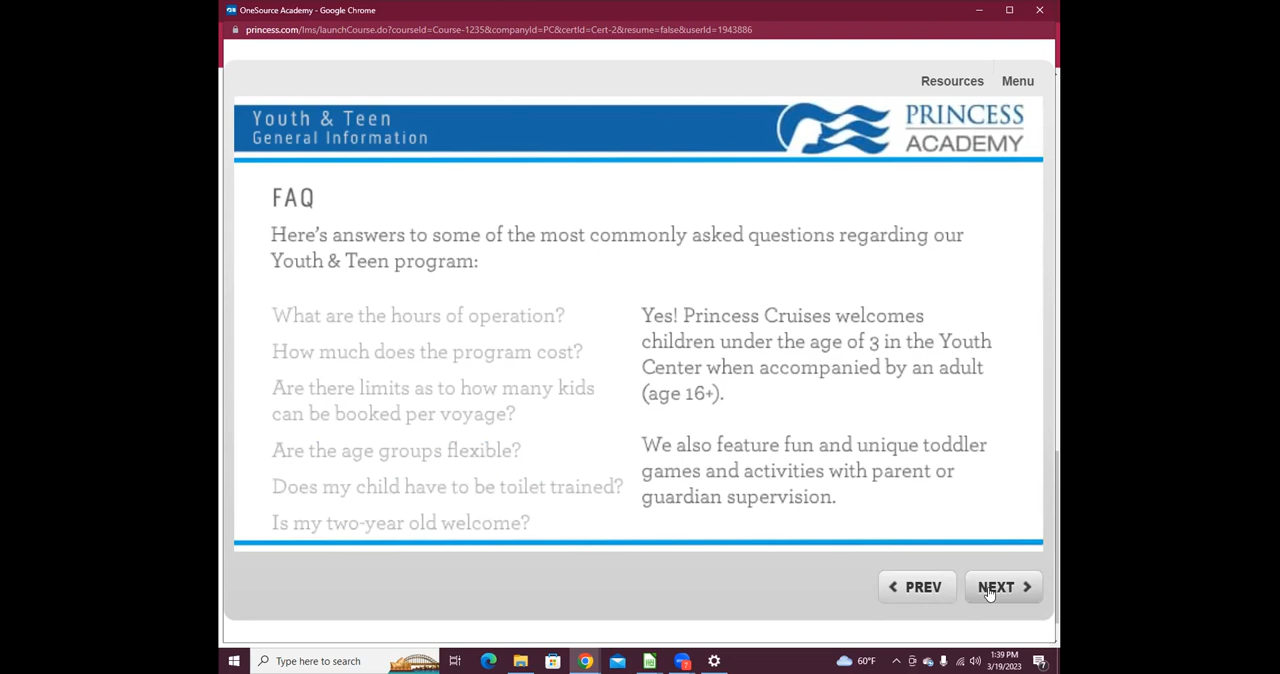 OneSource Academy - Google Chrome
princess.com/lms/launchCourse.do?courseId=Course-1235&companyId=PC&certId=Cert-2&resume=false&userId=1943886
Resources Menu
Youth & Teen
General Information
PRINCESS
ACADEMY
FAQ
Here's answers to some of the most commonly asked questions regarding our
Youth & Teen program:
What are the hours of operation?
How much does the program cost?
Are there limits as to how many kids
can be booked per voyage?
Are the age groups flexible?
Does my child have to be toilet trained?
Is my two-year old welcome?
Yes! Princess Cruises welcomes
children under the age of 3 in the Youth
Center when accompanied by an adult
(age 16+).
We also feature fun and unique toddler
games and activities with parent or
guardian supervision.
PREV NEXT
Type here to search
60°F
1:39 PM
3/19/2023